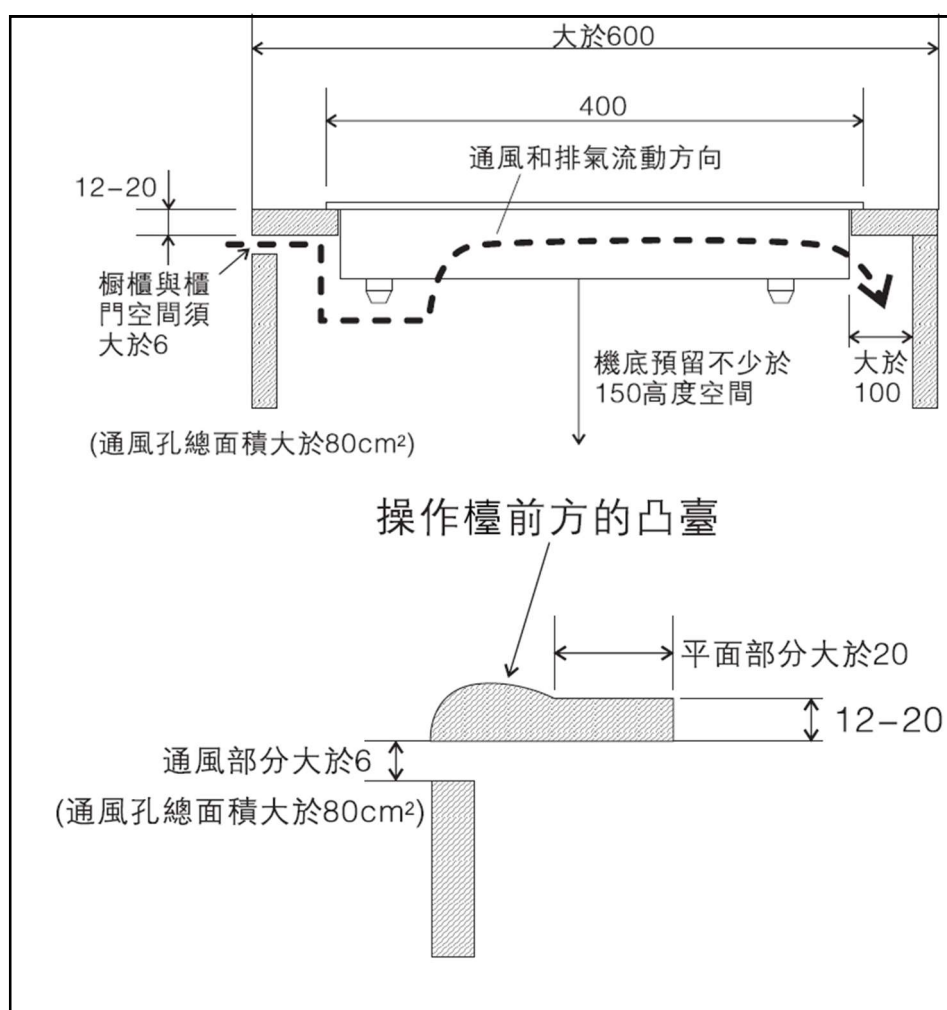 大於600
400
通風和排氣流動方向
12-20
櫥櫃與櫃
門空間須
大於6
機底預留不少於
150高度空間
大於
100
(通風孔總面積大於80cm²)
操作檯前方的凸臺
平面部分大於20
12-20
通風部分大於6
(通風孔總面積大於80cm²)